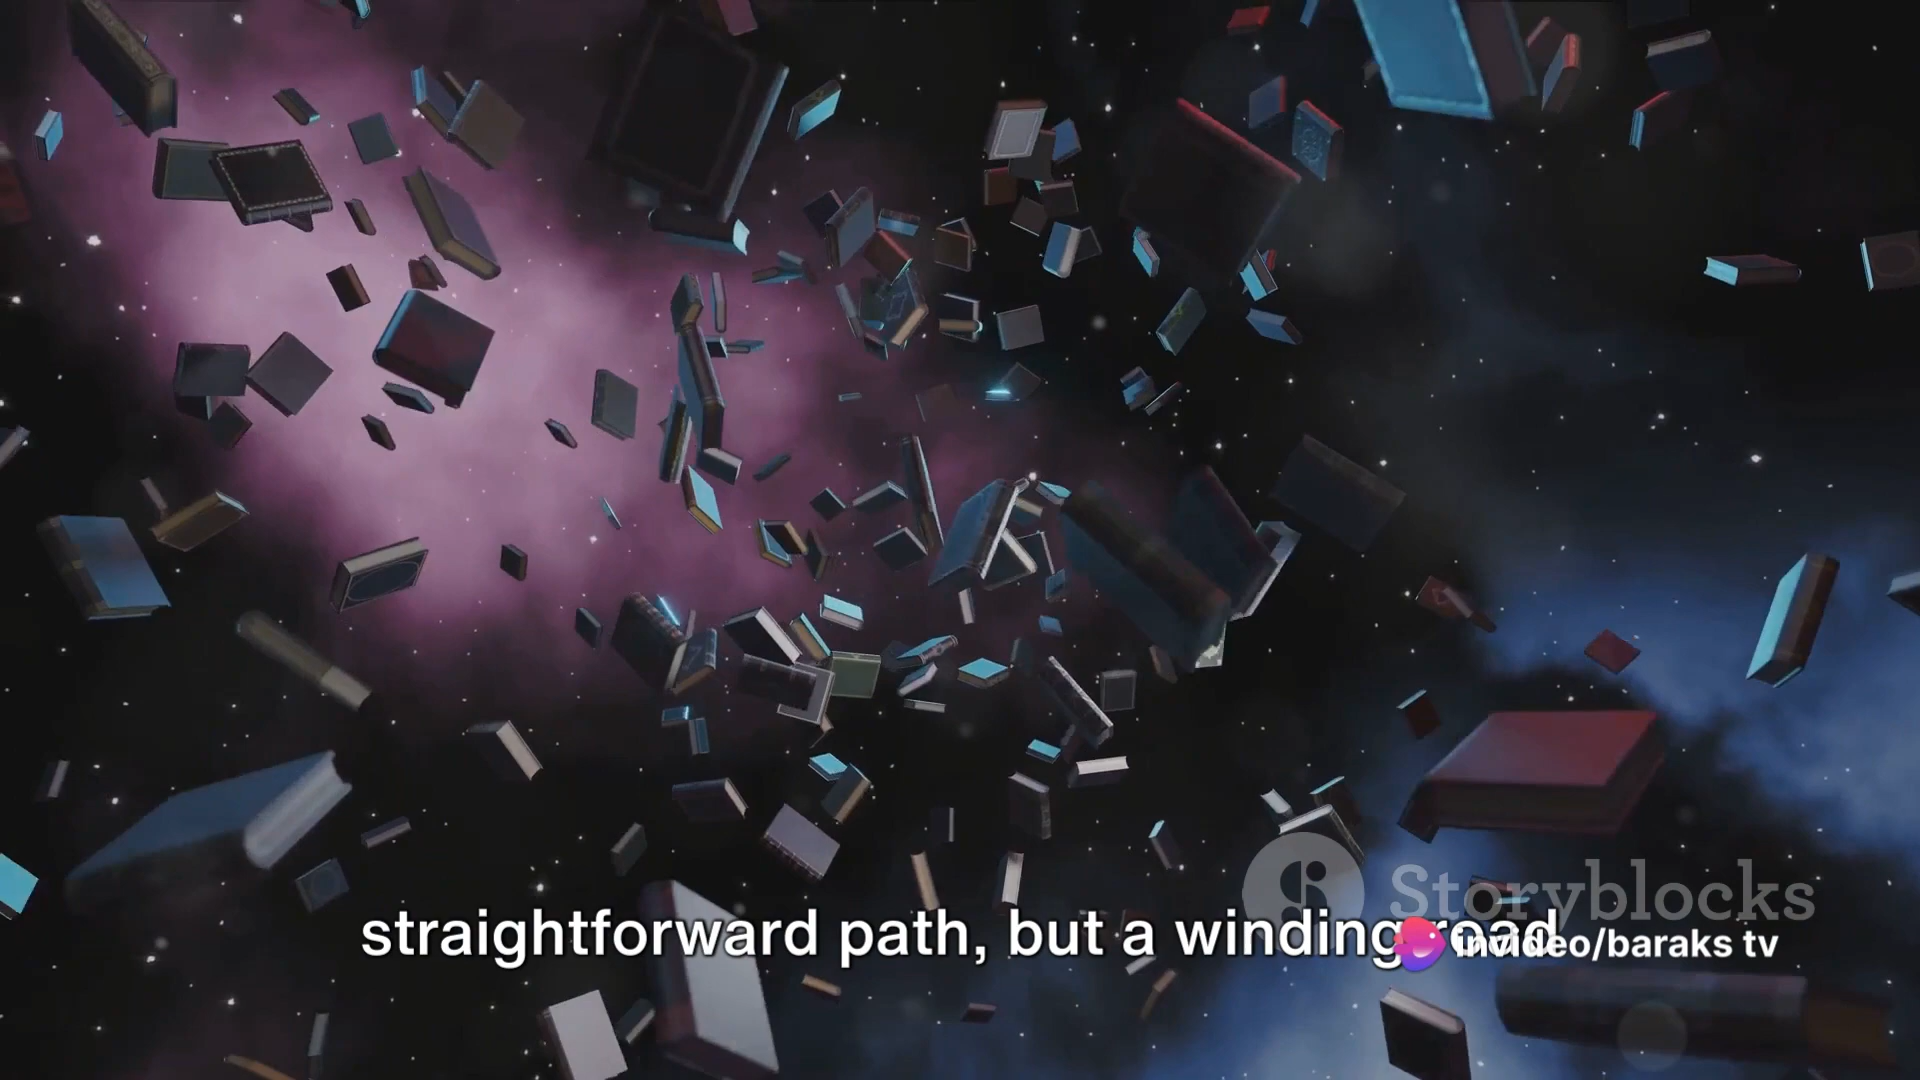 Storyblocks
straightforward path, but a winding road
invideo/baraks tv